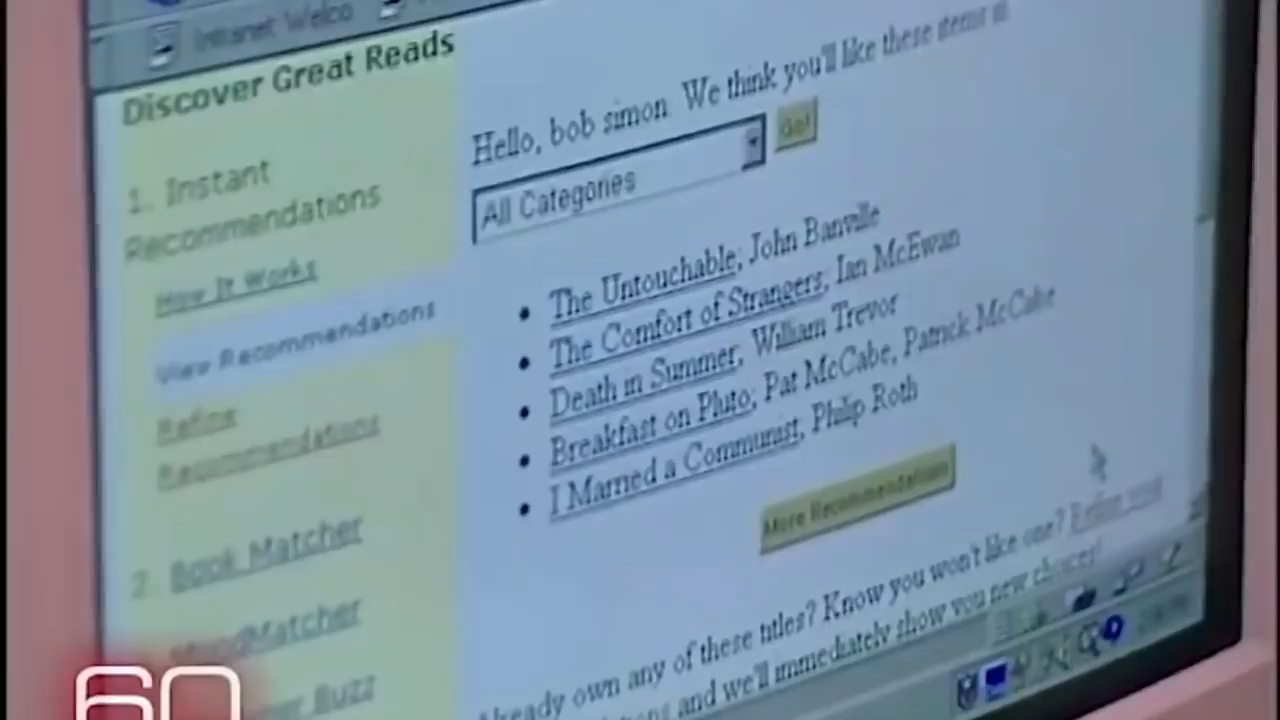 Intranet Welco
Discover Great Reads
1. Instant
Recommendations
How It Works
View Recommendations
Refine
Recommendations
2. Book Matcher
MoodMatcher
Buzz
Hello, bob simon. We think you'll like these items in
All Categories
Go!
The Untouchable; John Banville
The Comfort of Strangers; Ian McEwan
Death in Summer; William Trevor
Breakfast on Pluto; Pat McCabe, Patrick McCabe
I Married a Communist; Philip Roth
More Recommendations
Already own any of these titles? Know you won't like one? Refine your
and we'll immediately show you new choices!
60